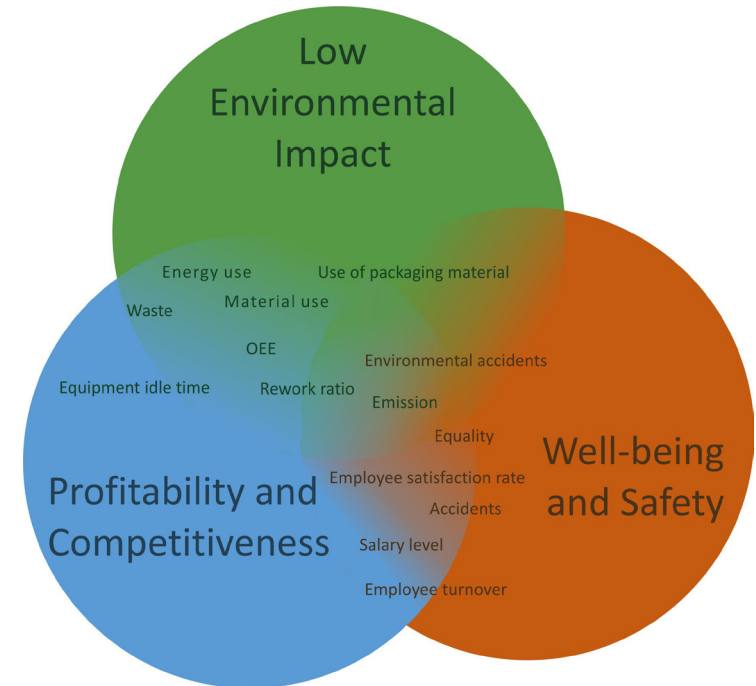 Low
Environmental
Impact
Energy use
Use of packaging material
Material use
Waste
OEE
Environmental accidents
Equipment idle time
Rework ratio
Emission
Equality
Well-being
and Safety
Profitability and
Competitiveness
Employee satisfaction rate
Accidents
Salary level
Employee turnover